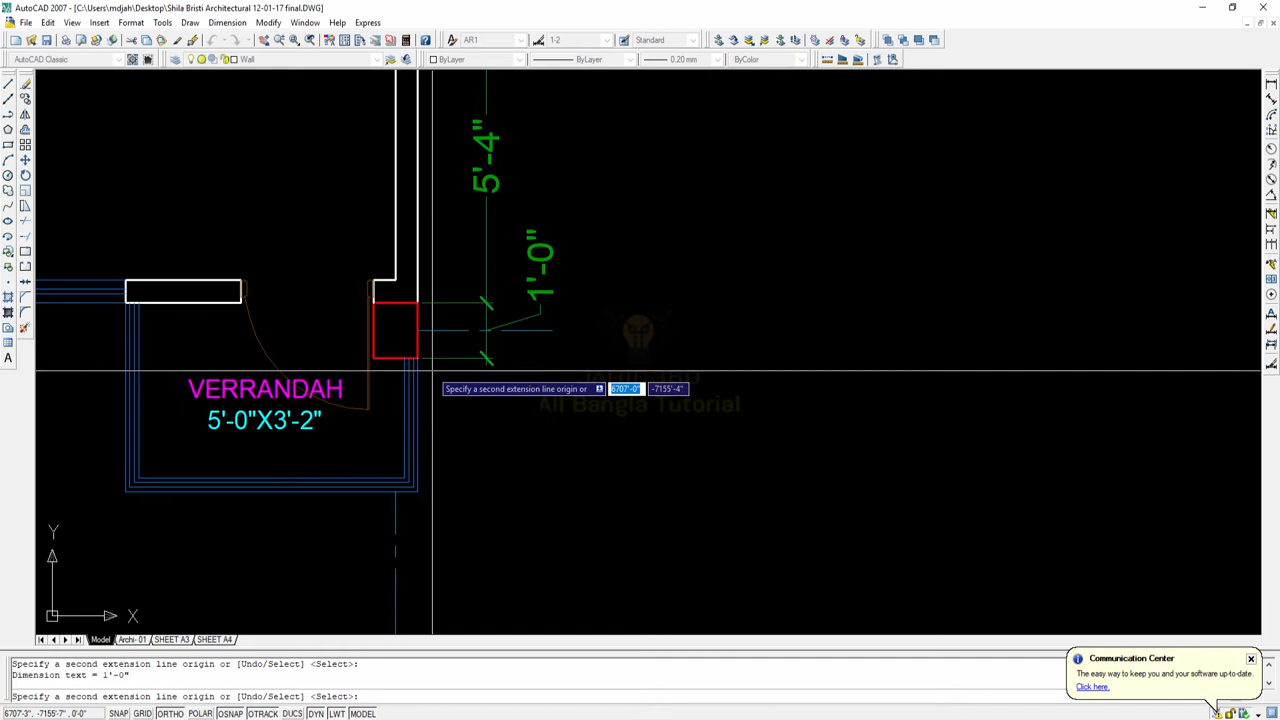 AutoCAD 2007 - [C:\Users\mdjah\Desktop\Shila Bristi Architectural 12-01-17 final.DWG]
File Edit View Insert Format Tools Draw Dimension Modify Window Help Express
AR1 1-2 Standard
AutoCAD Classic Wall ByLayer ByLayer 0.20 mm ByColor
5'-4"
1'-0"
Specify a second extension line origin or 6707'-0" -7155'-4"
All Bangla Tutorial
VERRANDAH
5'-0"X3'-2"
Y
X
Model Archi- 01 SHEET A3 SHEET A4
Specify a second extension line origin or [Undo/Select] <Select>:
Dimension text = 1'-0"
Specify a second extension line origin or [Undo/Select] <Select>:
Communication Center
The easy way to keep you and your software up-to-date.
Click here.
6707'-3", -7155'-7", 0'-0" SNAP GRID ORTHO POLAR OSNAP OTRACK DUCS DYN LWT MODEL